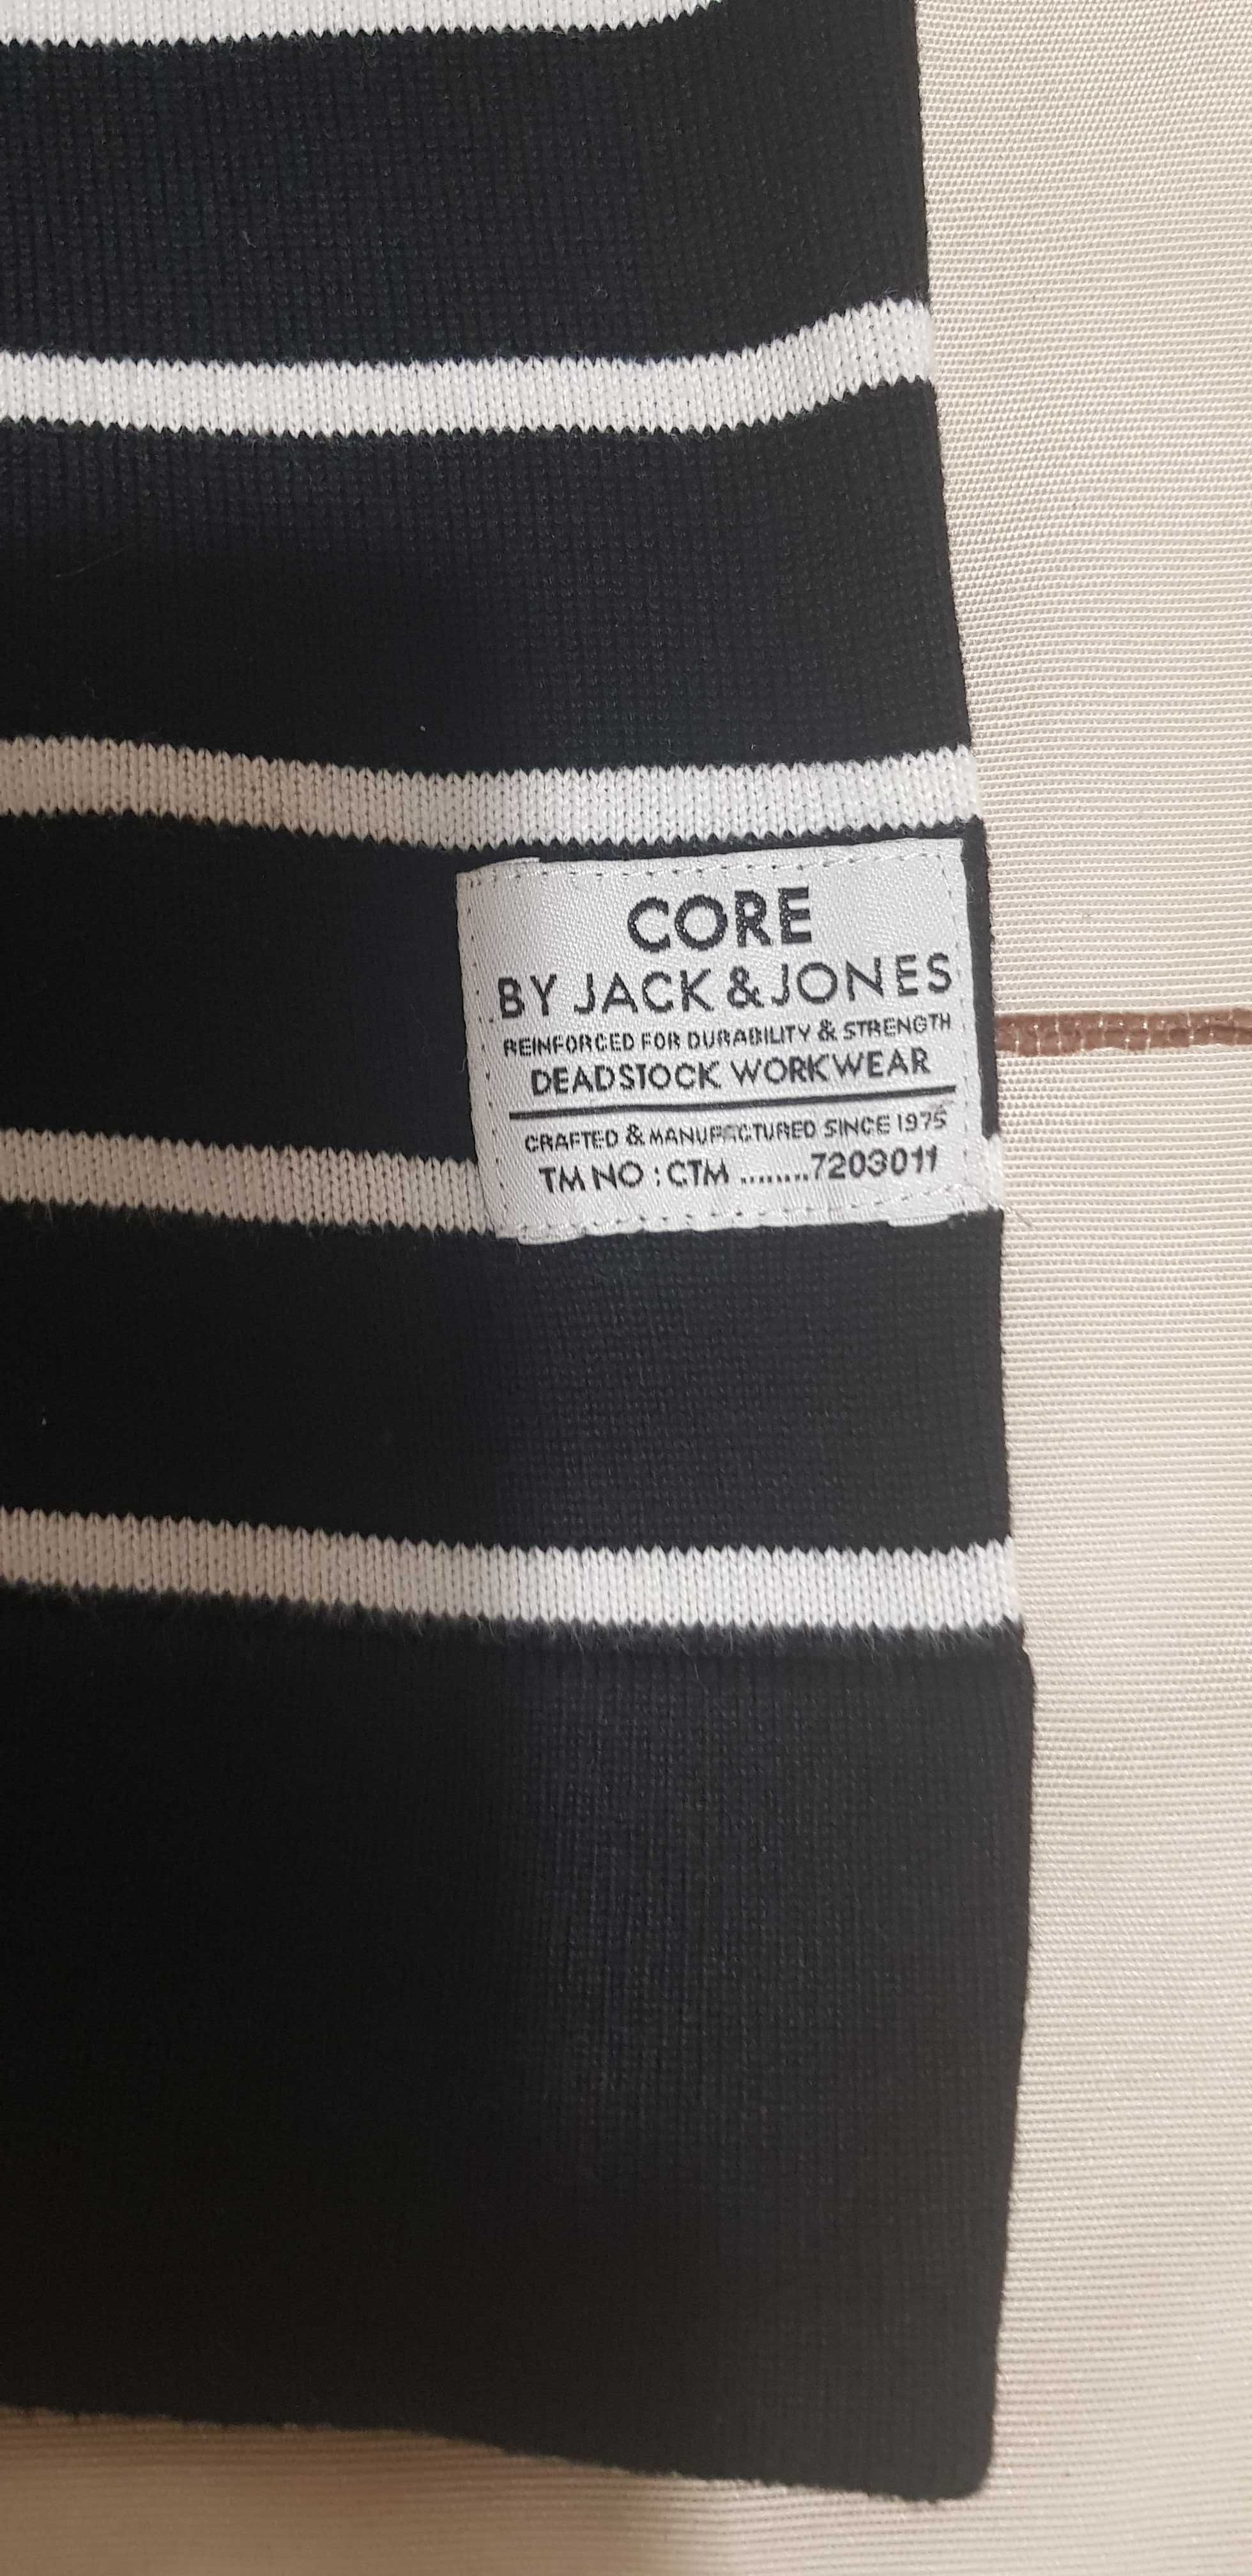 CORE
BY JACK & JONES
REINFORCED FOR DURABILITY & STRENGTH
DEADSTOCK WORKWEAR
CRAFTED & MANUFACTURED SINCE 1975
TM NO : CTM ........7203011